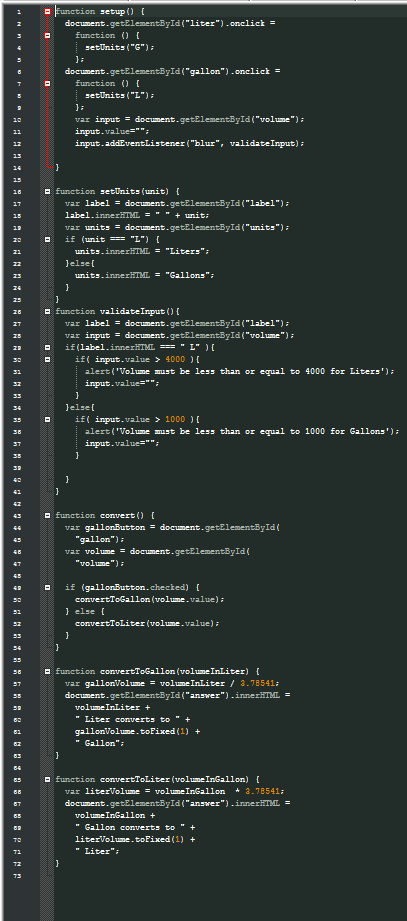 1 function setup() {
2 document.getElementById("liter").onclick =
3 function () {
4 setUnits("G");
5 };
6 document.getElementById("gallon").onclick =
7 function () {
8 setUnits("L");
9 };
10 var input = document.getElementById("volume");
11 input.value="";
12 input.addEventListener("blur", validateInput);
13
14 }
15
16 function setUnits(unit) {
17 var label = document.getElementById("label");
18 label.innerHTML = " " + unit;
19 var units = document.getElementById("units");
20 if (unit === "L") {
21 units.innerHTML = "Liters";
22 }else{
23 units.innerHTML = "Gallons";
24 }
25 }
26 function validateInput(){
27 var label = document.getElementById("label");
28 var input = document.getElementById("volume");
29 if(label.innerHTML === " L" ){
30 if( input.value > 4000 ){
31 alert('Volume must be less than or equal to 4000 for Liters');
32 input.value="";
33 }
34 }else{
35 if( input.value > 1000 ){
36 alert('Volume must be less than or equal to 1000 for Gallons');
37 input.value="";
38 }
39
40 }
41 }
42
43 function convert() {
44 var gallonButton = document.getElementById(
45 "gallon");
46 var volume = document.getElementById(
47 "volume");
48
49 if (gallonButton.checked) {
50 convertToGallon(volume.value);
51 } else {
52 convertToLiter(volume.value);
53 }
54 }
55
56 function convertToGallon(volumeInLiter) {
57 var gallonVolume = volumeInLiter / 3.78541;
58 document.getElementById("answer").innerHTML =
59 volumeInLiter +
60 " Liter converts to " +
61 gallonVolume.toFixed(1) +
62 " Gallon";
63 }
64
65 function convertToLiter(volumeInGallon) {
66 var literVolume = volumeInGallon * 3.78541;
67 document.getElementById("answer").innerHTML =
68 volumeInGallon +
69 " Gallon converts to " +
70 literVolume.toFixed(1) +
71 " Liter";
72 }
73